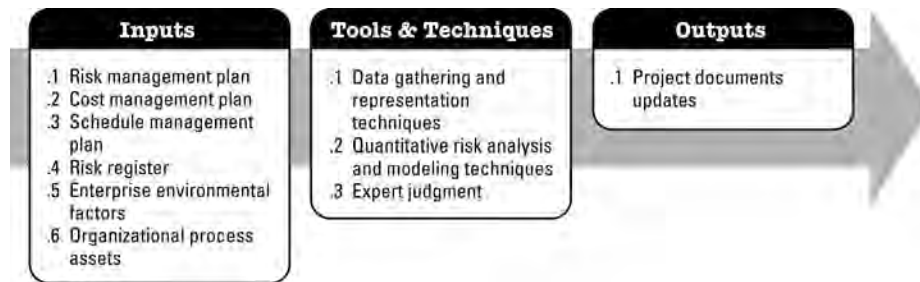 Inputs
.1 Risk management plan
.2 Cost management plan
.3 Schedule management
plan
.4 Risk register
.5 Enterprise environmental
factors
.6 Organizational process
assets
Tools & Techniques
.1 Data gathering and
representation
techniques
.2 Quantitative risk analysis
and modeling techniques
.3 Expert judgment
Outputs
.1 Project documents
updates